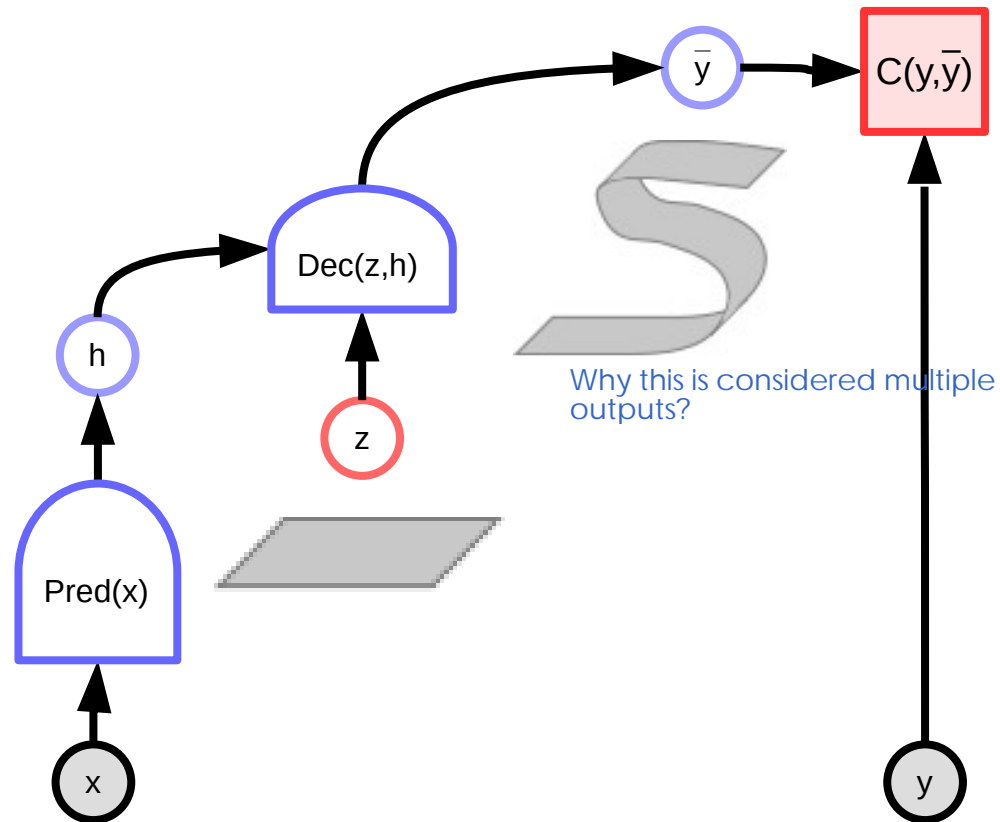 ȳ
C(y,ȳ)
Dec(z,h)
h
Why this is considered multiple
outputs?
z
Pred(x)
x
y